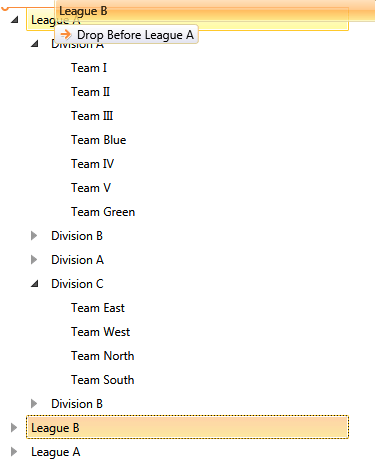 League B
League A
Drop Before League A
Division A
Team I
Team II
Team III
Team Blue
Team IV
Team V
Team Green
Division B
Division A
Division C
Team East
Team West
Team North
Team South
Division B
League B
League A